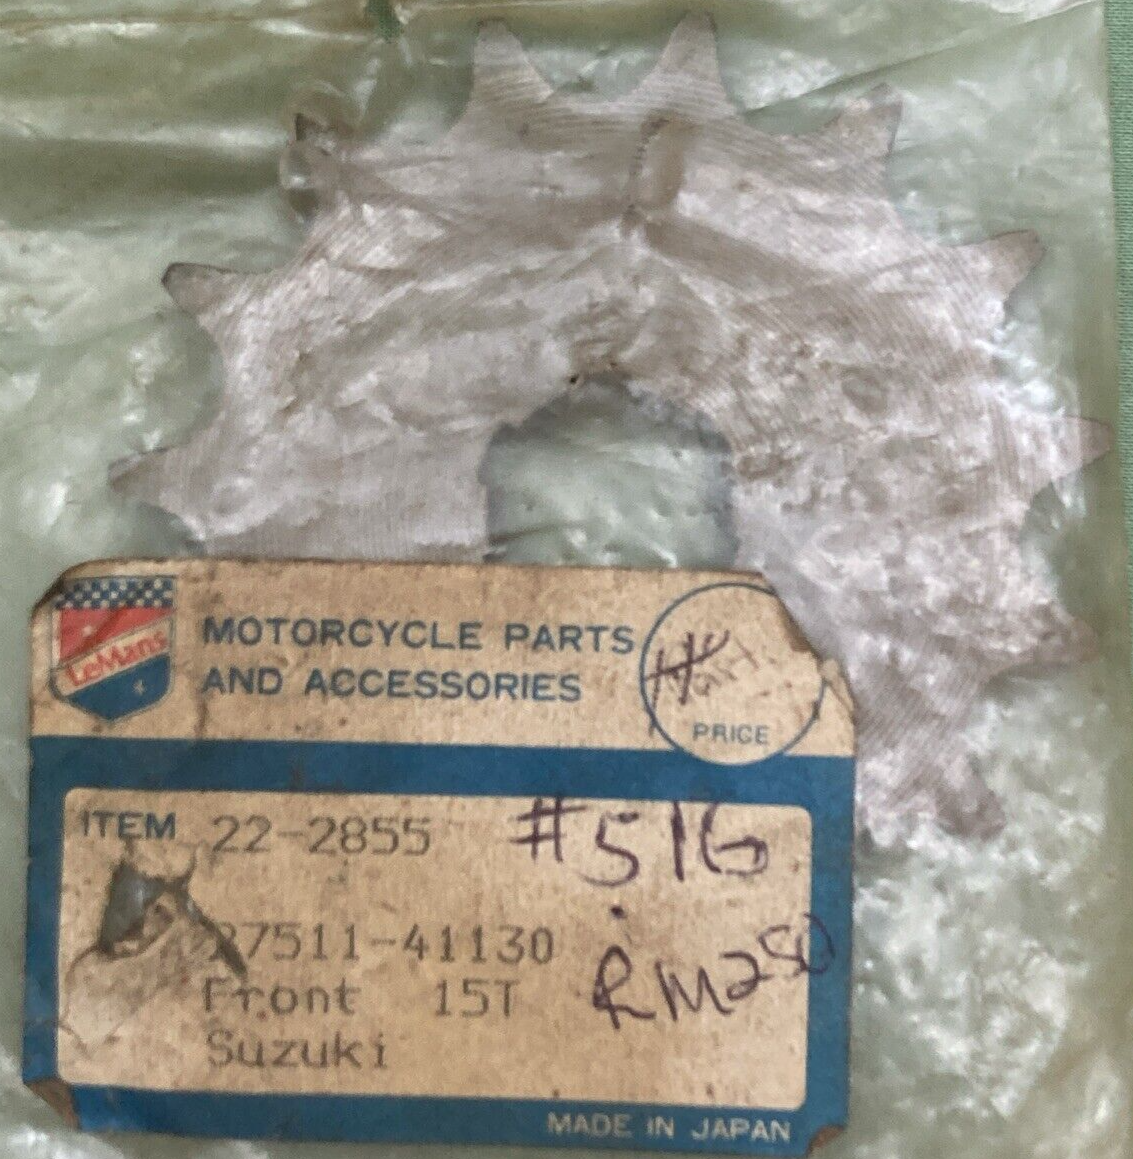 LeMans
MOTORCYCLE PARTS
AND ACCESSORIES
PRICE
ITEM 22-2855 #516
27511-41130
RM250
Front 15T
Suzuki
MADE IN JAPAN